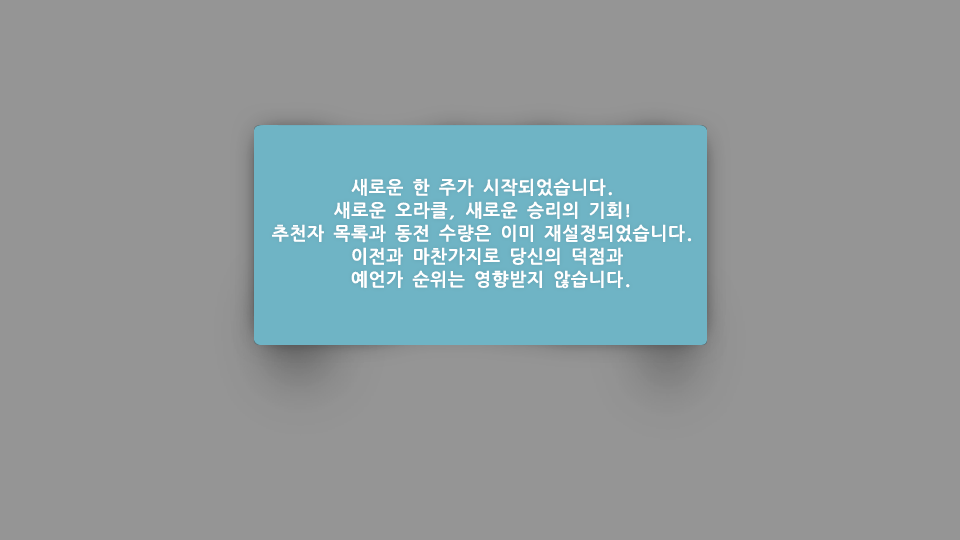 새로운 한 주가 시작되었습니다.
새로운 오라클, 새로운 승리의 기회!
추천자 목록과 동전 수량은 이미 재설정되었습니다.
이전과 마찬가지로 당신의 덕점과
예언가 순위는 영향받지 않습니다.